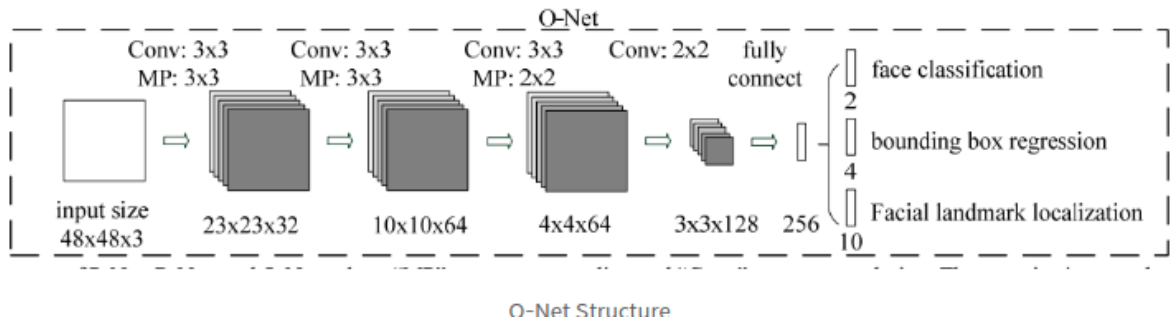 O-Net
Conv: 3x3 Conv: 3x3 Conv: 3x3 Conv: 2x2 fully
MP: 3x3 MP: 3x3 MP: 2x2 connect
face classification
2
bounding box regression
4
Facial landmark localization
10
input size
48x48x3 23x23x32 10x10x64 4x4x64 3x3x128 256
O-Net Structure